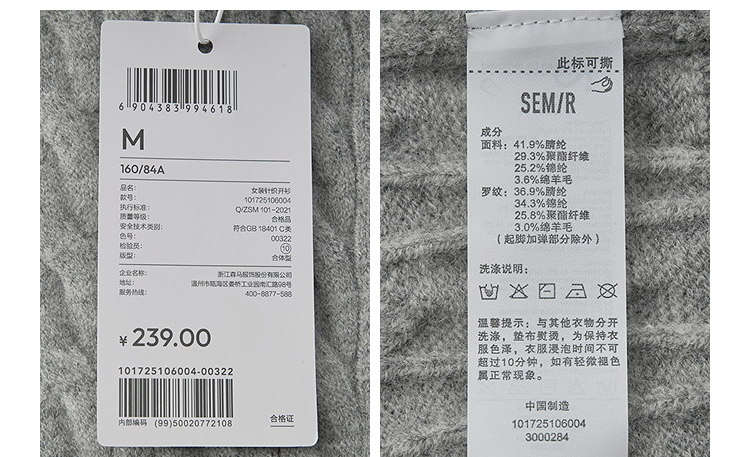 6 904383 994618
M
160/84A
品名: 女装针织开衫
款号: 101725106004
执行标准: Q/ZSM 101-2021
质量等级: 合格品
安全技术类别: 符合GB 18401 C类
色号: 00322
检验员: 10
版型: 合体型
企业名称: 浙江森马服饰股份有限公司
地址: 温州市瓯海区娄桥工业园南汇路98号
服务热线: 400-8877-588
¥ 239.00
101725106004-00322
内部编码 (99)50020772108
合格证
此标可撕
SEM/R
成分
面料: 41.9%腈纶
29.3%聚酯纤维
25.2%锦纶
3.6%绵羊毛
罗纹: 36.9%腈纶
34.3%锦纶
25.8%聚酯纤维
3.0%绵羊毛
(起脚加弹部分除外)
洗涤说明:
温馨提示: 与其他衣物分开
洗涤, 垫布熨烫, 为保持衣
服色泽, 衣服浸泡时间不可
超过10分钟, 如有轻微褪色
属正常现象。
中国制造
101725106004
3000284